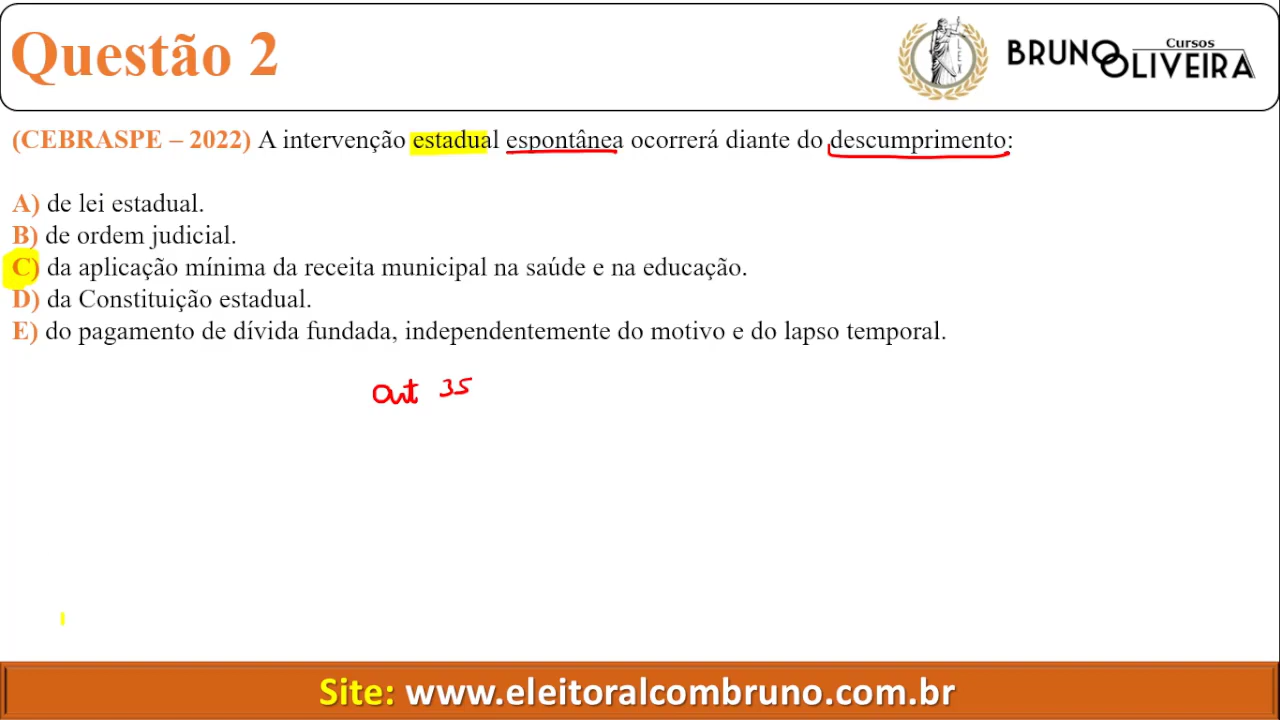 Questão 2
LEX
Cursos
BRUNO OLIVEIRA
(CEBRASPE – 2022) A intervenção estadual espontânea ocorrerá diante do descumprimento:
A) de lei estadual.
B) de ordem judicial.
C) da aplicação mínima da receita municipal na saúde e na educação.
D) da Constituição estadual.
E) do pagamento de dívida fundada, independentemente do motivo e do lapso temporal.
art 35
Site: www.eleitoralcombruno.com.br